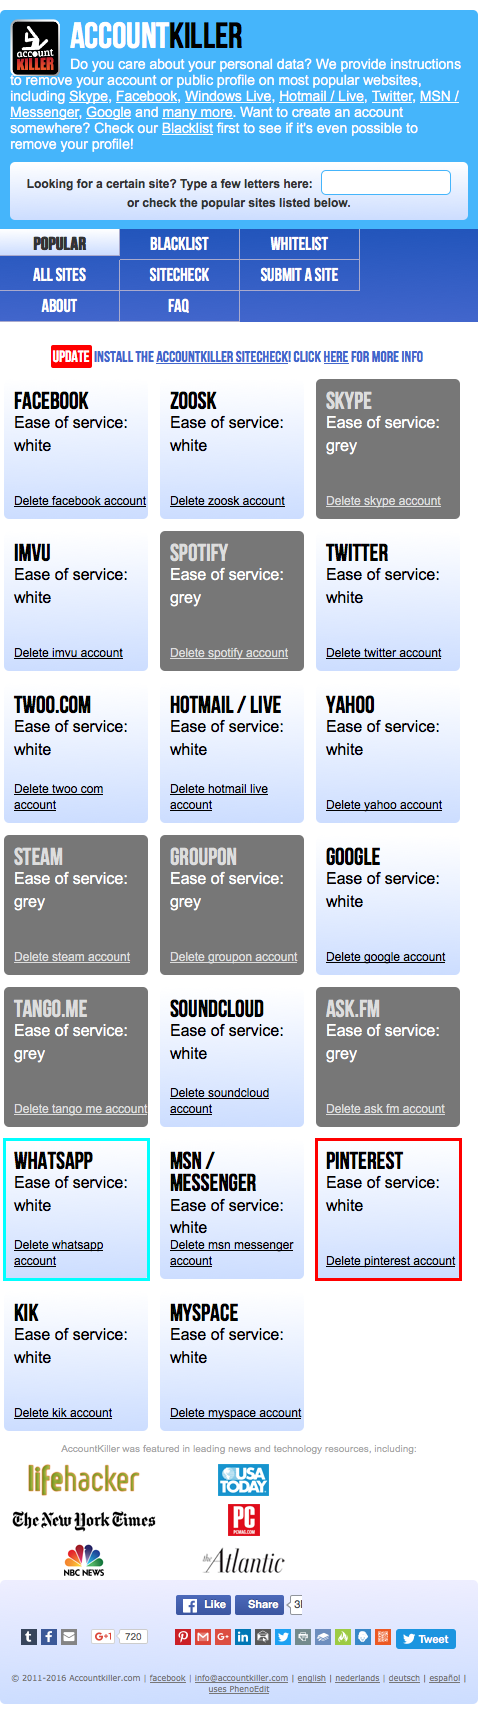 account
KILLER
ACCOUNTKILLER
Do you care about your personal data? We provide instructions
to remove your account or public profile on most popular websites,
including Skype, Facebook, Windows Live, Hotmail / Live, Twitter, MSN /
Messenger, Google and many more. Want to create an account
somewhere? Check our Blacklist first to see if it's even possible to
remove your profile!
Looking for a certain site? Type a few letters here:
or check the popular sites listed below.
POPULAR BLACKLIST WHITELIST
ALL SITES SITECHECK SUBMIT A SITE
ABOUT FAQ
UPDATE INSTALL THE ACCOUNTKILLER SITECHECK! CLICK HERE FOR MORE INFO
FACEBOOK
Ease of service:
white
Delete facebook account
ZOOSK
Ease of service:
white
Delete zoosk account
SKYPE
Ease of service:
grey
Delete skype account
IMVU
Ease of service:
white
Delete imvu account
SPOTIFY
Ease of service:
grey
Delete spotify account
TWITTER
Ease of service:
white
Delete twitter account
TWOO.COM
Ease of service:
white
Delete twoo com
account
HOTMAIL / LIVE
Ease of service:
white
Delete hotmail live
account
YAHOO
Ease of service:
white
Delete yahoo account
STEAM
Ease of service:
grey
Delete steam account
GROUPON
Ease of service:
grey
Delete groupon account
GOOGLE
Ease of service:
white
Delete google account
TANGO.ME
Ease of service:
grey
Delete tango me account
SOUNDCLOUD
Ease of service:
white
Delete soundcloud
account
ASK.FM
Ease of service:
grey
Delete ask fm account
WHATSAPP
Ease of service:
white
Delete whatsapp
account
MSN /
MESSENGER
Ease of service:
white
Delete msn messenger
account
PINTEREST
Ease of service:
white
Delete pinterest account
KIK
Ease of service:
white
Delete kik account
MYSPACE
Ease of service:
white
Delete myspace account
AccountKiller was featured in leading news and technology resources, including:
lifehacker
USA
TODAY
The New York Times
PC
PCMAG.COM
NBC NEWS
the Atlantic
Like Share
G+1 720
Tweet
© 2011-2016 Accountkiller.com | facebook | info@accountkiller.com | english | nederlands | deutsch | español |
uses PhenoEdit